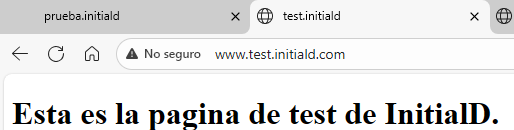 prueba.initiald
test.initiald
No seguro
www.test.initiald.com
Esta es la pagina de test de InitialD.